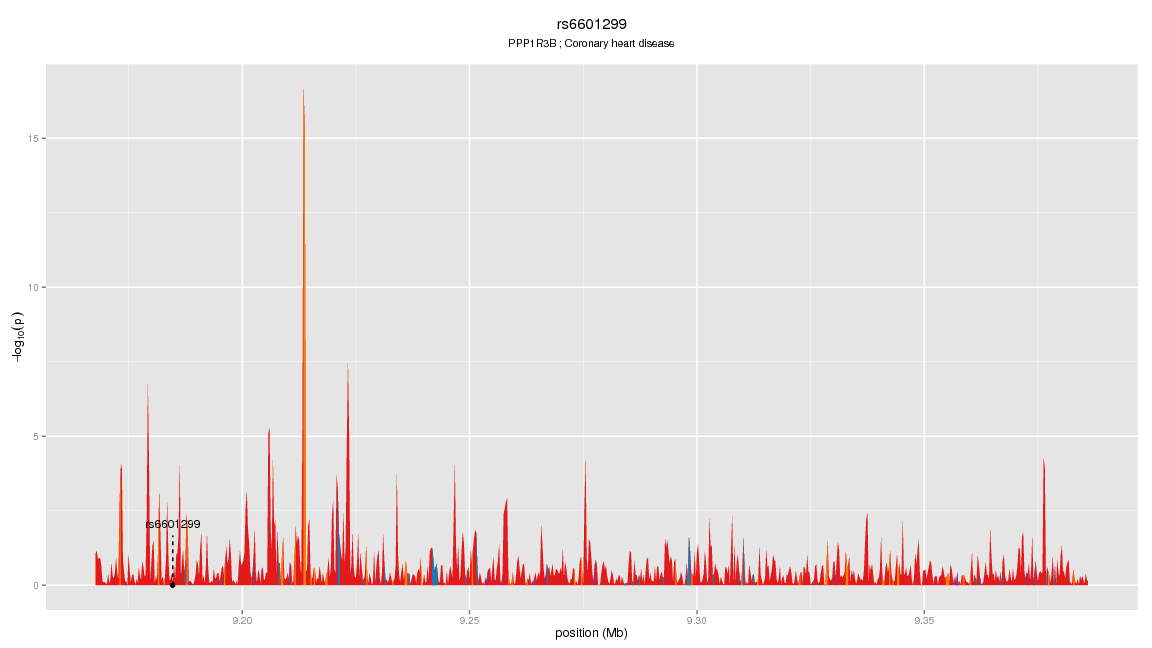 rs6601299
PPP1R3B ; Coronary heart disease
15
10
5
0
−log10(p)
rs6601299
9.20
9.25
9.30
9.35
position (Mb)